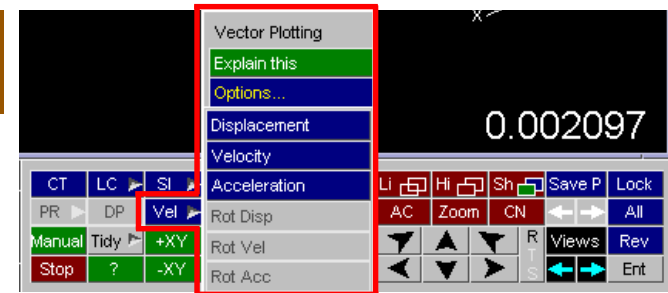 X
Vector Plotting
Explain this
Options...
Displacement
0.002097
Velocity
Acceleration
Rot Disp
Rot Vel
Rot Acc
CT LC SI Li Hi Sh Save P Lock
PR DP Vel AC Zoom CN All
Manual Tidy +XY R Views Rev
T
Stop ? -XY S Ent